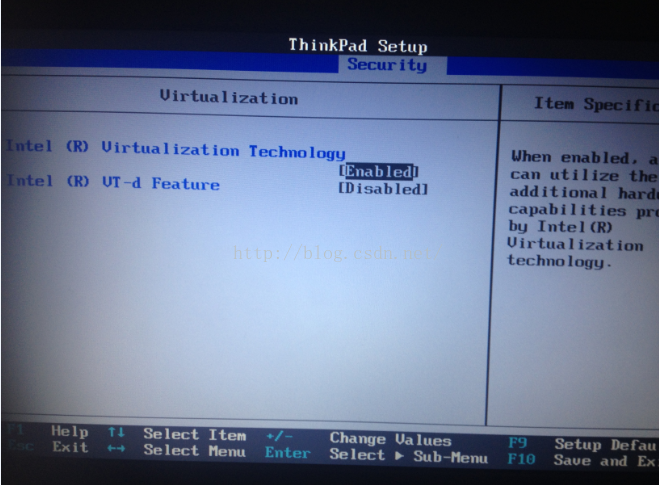 ThinkPad Setup
Security
Virtualization
Item Specific
Intel (R) Virtualization Technology
[Enabled]
Intel (R) VT-d Feature
[Disabled]
When enabled, a
can utilize the
additional hard
capabilities pro
by Intel(R)
Virtualization
technology.
http://blog.csdn.net/
F1 Help ↑↓ Select Item +/- Change Values F9 Setup Defau
Esc Exit ←→ Select Menu Enter Select ▶ Sub-Menu F10 Save and Ex